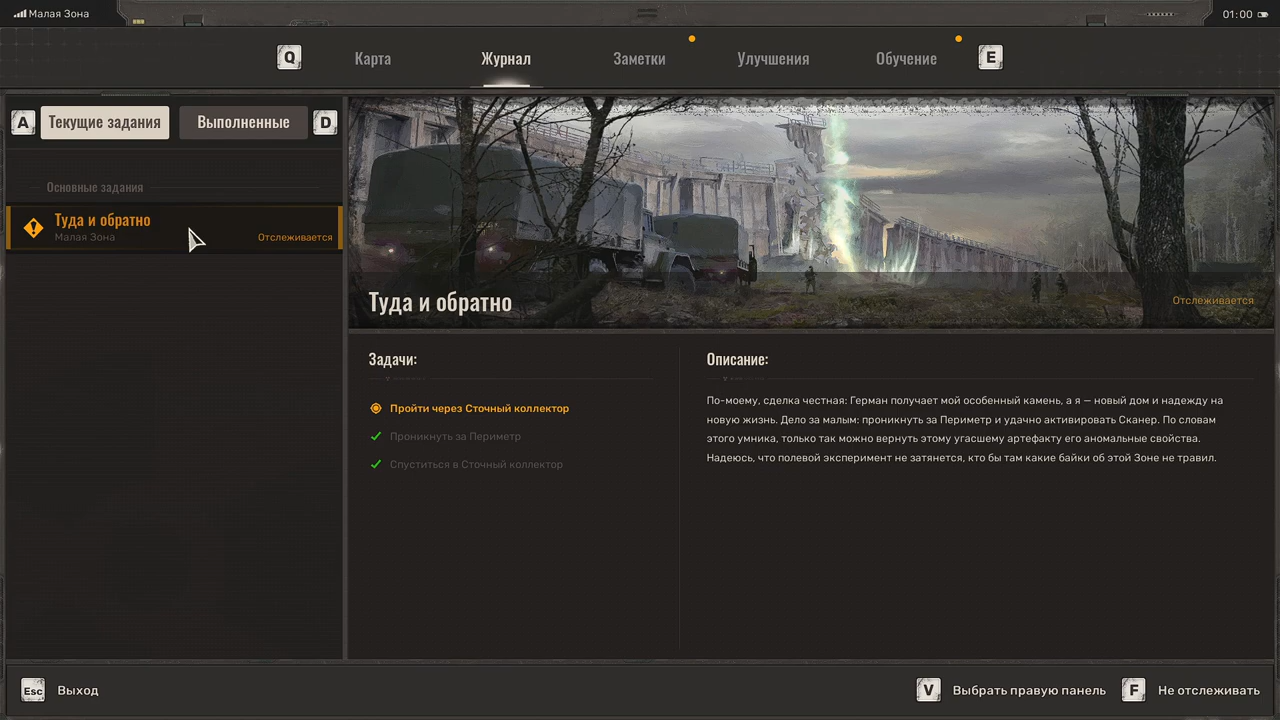 Малая Зона
01:00
Q
Карта
Журнал
Заметки
Улучшения
Обучение
E
A
Текущие задания
Выполненные
D
Основные задания
Туда и обратно
Малая Зона
Отслеживается
Туда и обратно
Отслеживается
Задачи:
Пройти через Сточный коллектор
Проникнуть за Периметр
Спуститься в Сточный коллектор
Описание:
По-моему, сделка честная: Герман получает мой особенный камень, а я — новый дом и надежду на
новую жизнь. Дело за малым: проникнуть за Периметр и удачно активировать Сканер. По словам
этого умника, только так можно вернуть этому угасшему артефакту его аномальные свойства.
Надеюсь, что полевой эксперимент не затянется, кто бы там какие байки об этой Зоне не травил.
Esc
Выход
V
Выбрать правую панель
F
Не отслеживать